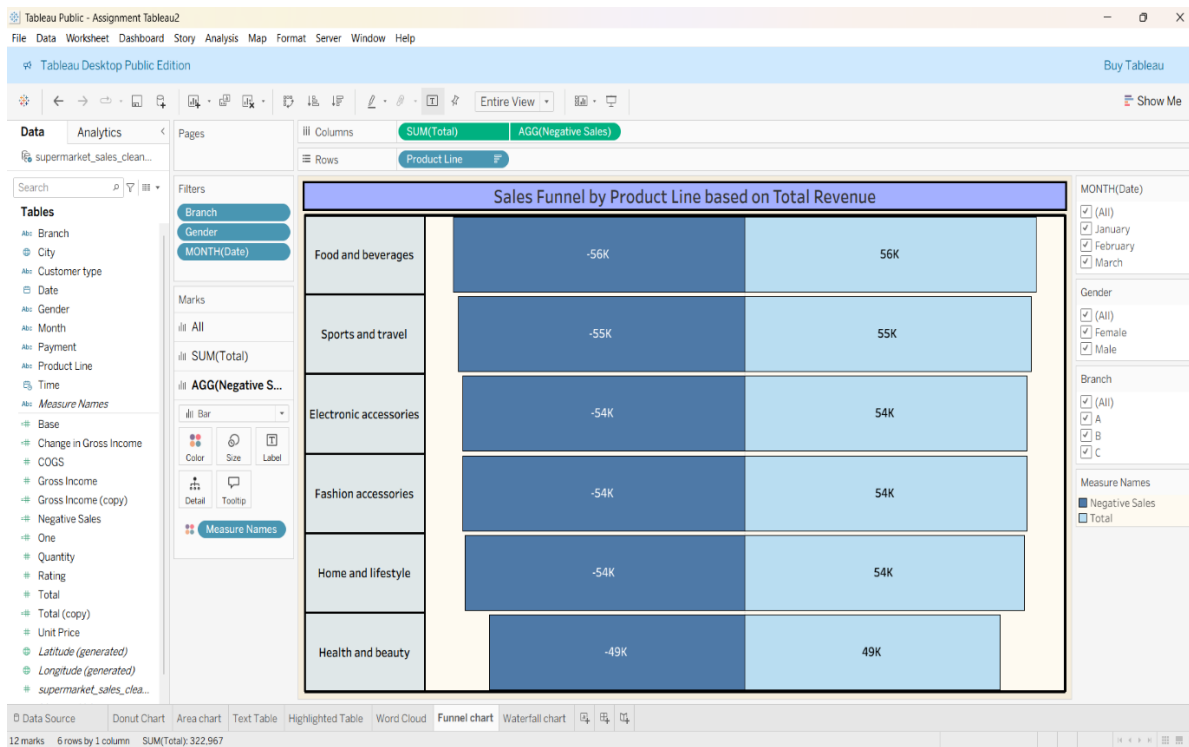 Tableau Public - Assignment Tableau2
File Data Worksheet Dashboard Story Analysis Map Format Server Window Help
Tableau Desktop Public Edition
Buy Tableau
Entire View
Show Me
Data
Analytics
supermarket_sales_clean...
Search
Tables
Abc Branch
City
Abc Customer type
Date
Abc Gender
Abc Month
Abc Payment
Abc Product Line
Time
Abc Measure Names
=# Base
=# Change in Gross Income
# COGS
# Gross Income
=# Gross Income (copy)
=# Negative Sales
=# One
# Quantity
# Rating
# Total
=# Total (copy)
# Unit Price
Latitude (generated)
Longitude (generated)
# supermarket_sales_clea...
Pages
Filters
Branch
Gender
MONTH(Date)
Marks
All
SUM(Total)
AGG(Negative S...
Bar
Color
Size
Label
Detail
Tooltip
Measure Names
Columns
SUM(Total)
AGG(Negative Sales)
Rows
Product Line
Sales Funnel by Product Line based on Total Revenue
Food and beverages -56K 56K
Sports and travel -55K 55K
Electronic accessories -54K 54K
Fashion accessories -54K 54K
Home and lifestyle -54K 54K
Health and beauty -49K 49K
MONTH(Date)
(All)
January
February
March
Gender
(All)
Female
Male
Branch
(All)
A
B
C
Measure Names
Negative Sales
Total
Data Source
Donut Chart
Area chart
Text Table
Highlighted Table
Word Cloud
Funnel chart
Waterfall chart
12 marks 6 rows by 1 column SUM(Total): 322,967